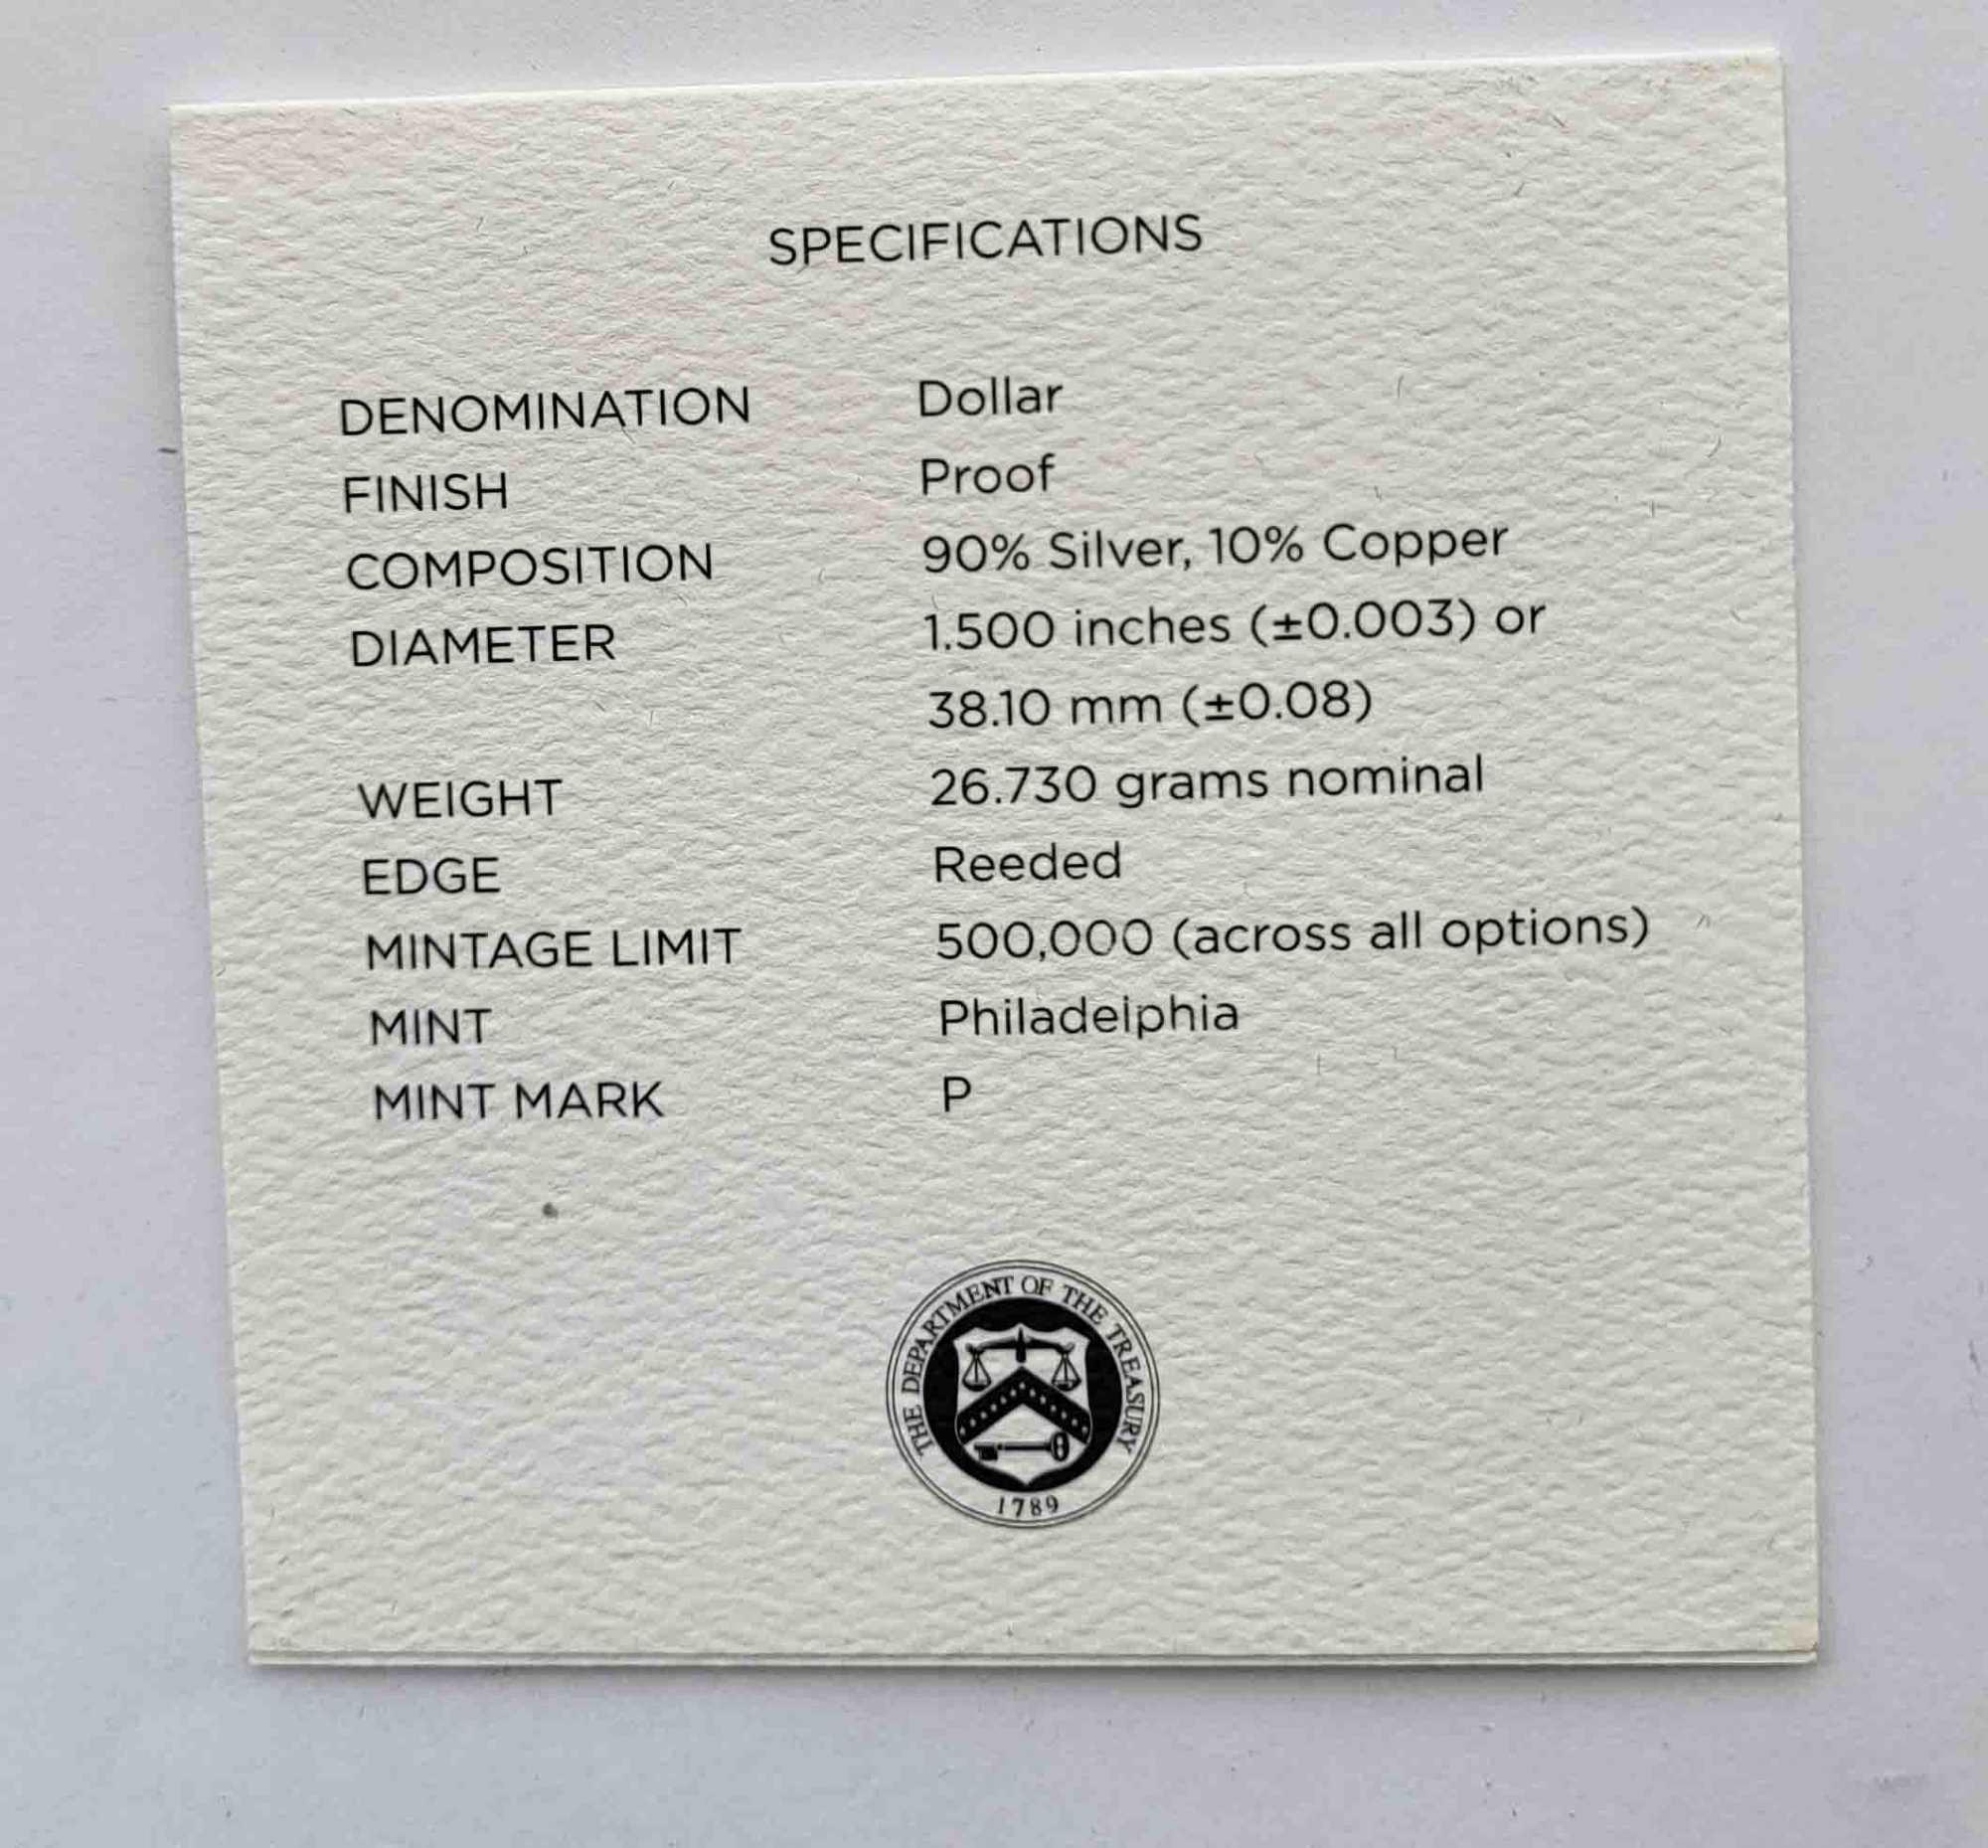 SPECIFICATIONS
DENOMINATION Dollar
FINISH Proof
COMPOSITION 90% Silver, 10% Copper
DIAMETER 1.500 inches (±0.003) or
38.10 mm (±0.08)
WEIGHT 26.730 grams nominal
EDGE Reeded
MINTAGE LIMIT 500,000 (across all options)
MINT Philadelphia
MINT MARK P
THE DEPARTMENT OF THE TREASURY
1789